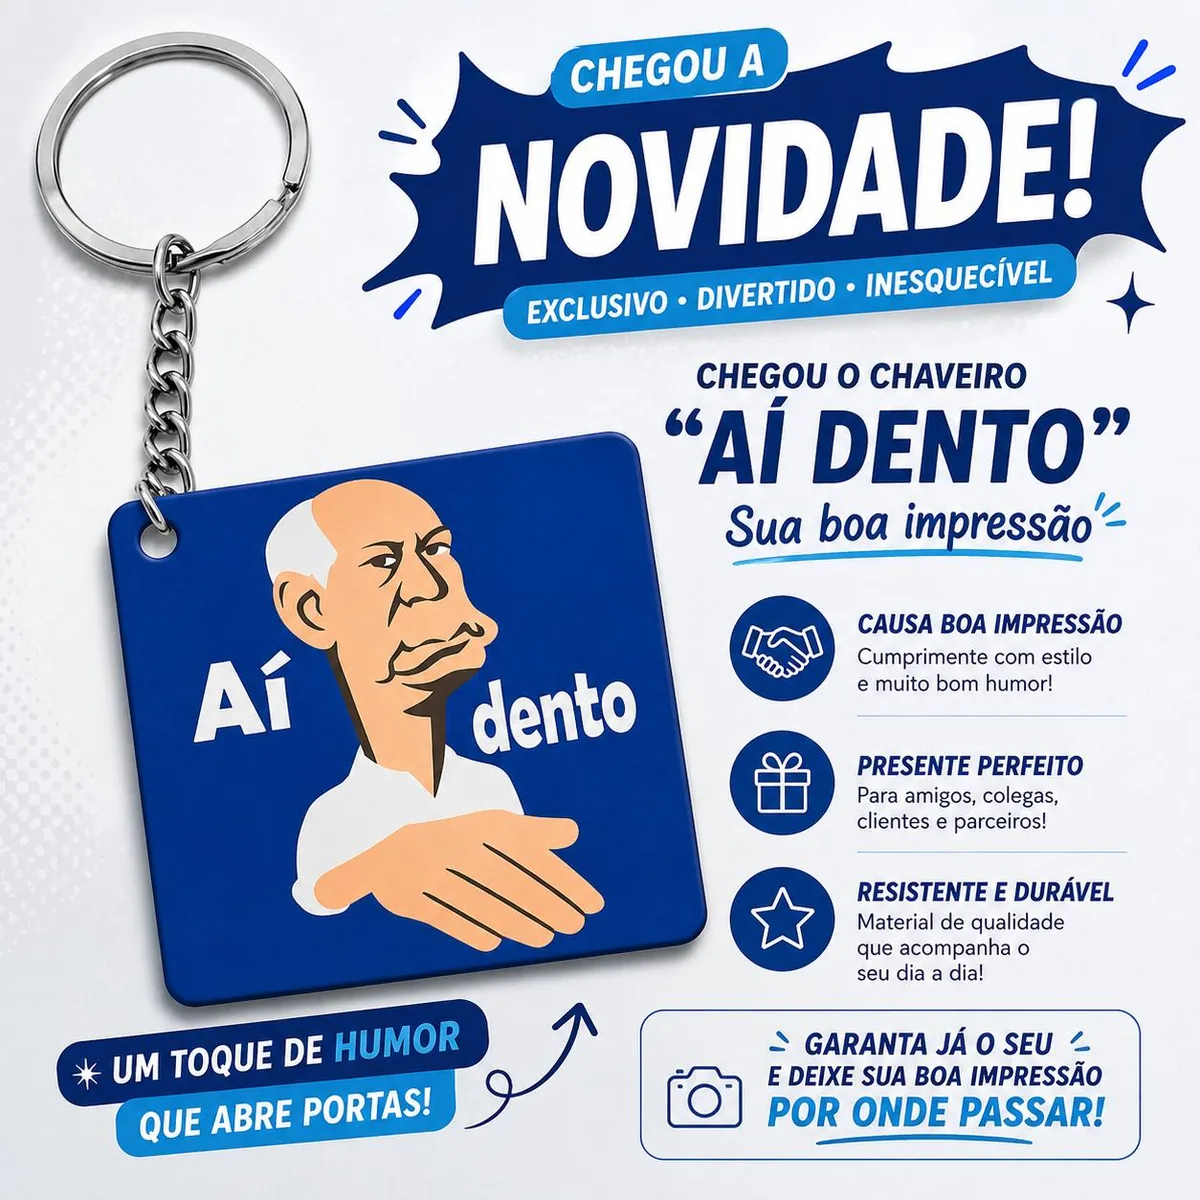 CHEGOU A
NOVIDADE!
EXCLUSIVO • DIVERTIDO • INESQUECÍVEL
CHEGOU O CHAVEIRO
“AÍ DENTO”
Sua boa impressão
Aí
dento
CAUSA BOA IMPRESSÃO
Cumprimente com estilo
e muito bom humor!
PRESENTE PERFEITO
Para amigos, colegas,
clientes e parceiros!
RESISTENTE E DURÁVEL
Material de qualidade
que acompanha o
seu dia a dia!
UM TOQUE DE HUMOR
QUE ABRE PORTAS!
GARANTA JÁ O SEU
E DEIXE SUA BOA IMPRESSÃO
POR ONDE PASSAR!